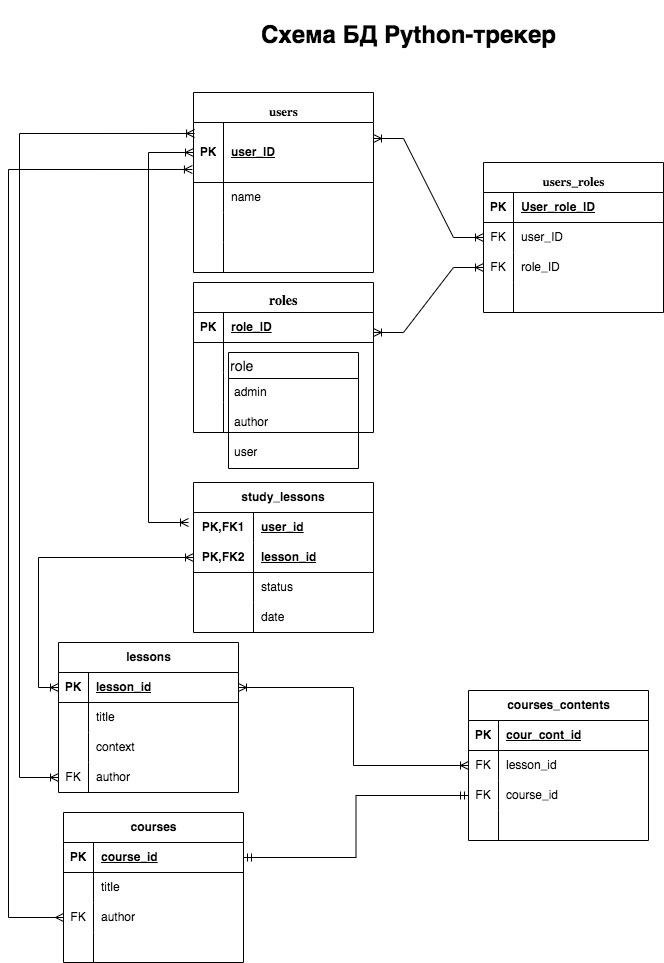 Схема БД Python-трекер
users
PK user_ID
name
users_roles
PK User_role_ID
FK user_ID
FK role_ID
roles
PK role_ID
role
admin
author
user
study_lessons
PK,FK1 user_id
PK,FK2 lesson_id
status
date
lessons
PK lesson_id
title
context
FK author
courses_contents
PK cour_cont_id
FK lesson_id
FK course_id
courses
PK course_id
title
FK author